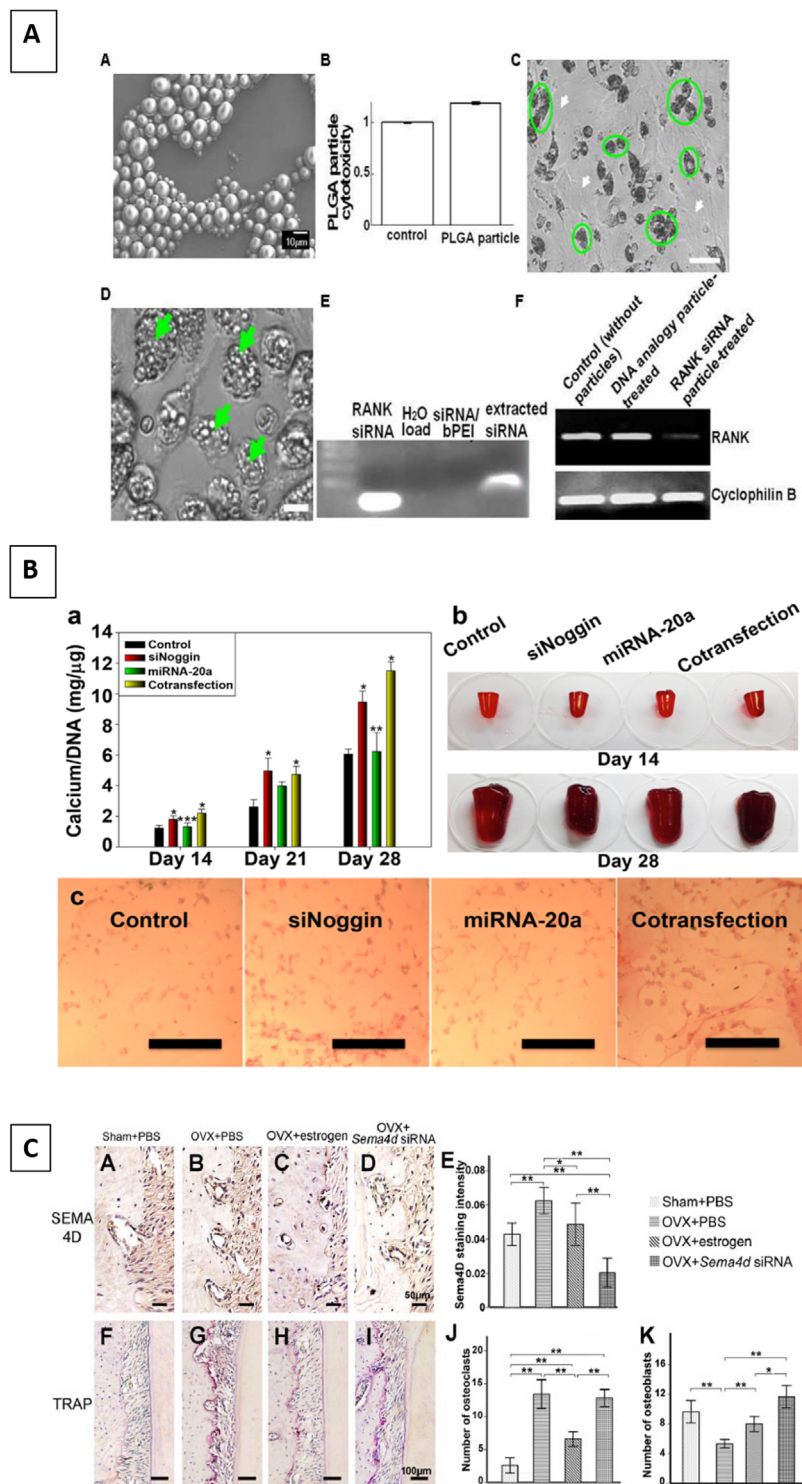 A
A
B
C
PLGA particle
cytotoxicity
1
0.5
0
control
PLGA particle
10μm
D
E
F
RANK
siRNA
H2O
load
siRNA/
bPEI
extracted
siRNA
Control (without
particles)
DNA analogy particle-
treated
RANK siRNA
particle-treated
RANK
Cyclophilin B
B
a
b
Calcium/DNA (mg/μg)
14
12
10
8
6
4
2
0
Control
siNoggin
miRNA-20a
Cotransfection
*
***
*
*
*
*
**
*
Day 14
Day 21
Day 28
Control
siNoggin
miRNA-20a
Cotransfection
Day 14
Day 28
c
Control
siNoggin
miRNA-20a
Cotransfection
C
Sham+PBS
OVX+PBS
OVX+estrogen
OVX+
Sema4d siRNA
SEMA
4D
A
B
C
D
50μm
E
Sema4D staining intensity
0.08
0.06
0.04
0.02
0
**
*
**
**
**
Sham+PBS
OVX+PBS
OVX+estrogen
OVX+Sema4d siRNA
TRAP
F
G
H
I
100μm
J
Number of osteoclasts
15
10
5
0
**
**
**
**
**
K
Number of osteoblasts
12
9
6
3
0
**
**
**
*